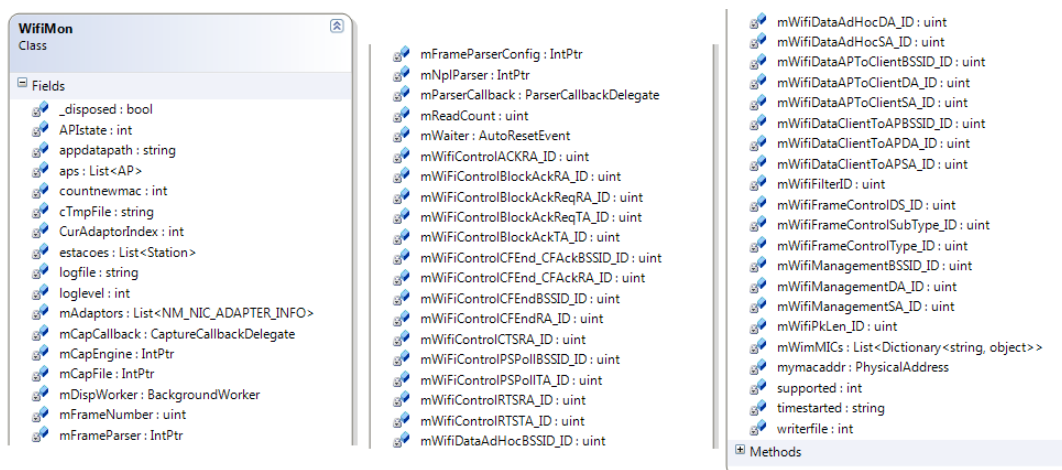 WifiMon
Class
Fields
_disposed : bool
APIstate : int
appdatapath : string
aps : List<AP>
countnewmac : int
cTmpFile : string
CurAdaptorIndex : int
estacoes : List<Station>
logfile : string
loglevel : int
mAdaptors : List<NM_NIC_ADAPTER_INFO>
mCapCallback : CaptureCallbackDelegate
mCapEngine : IntPtr
mCapFile : IntPtr
mDispWorker : BackgroundWorker
mFrameNumber : uint
mFrameParser : IntPtr
mFrameParserConfig : IntPtr
mNplParser : IntPtr
mParserCallback : ParserCallbackDelegate
mReadCount : uint
mWaiter : AutoResetEvent
mWifiControlACKRA_ID : uint
mWiFiControlBlockAckRA_ID : uint
mWiFiControlBlockAckReqRA_ID : uint
mWiFiControlBlockAckReqTA_ID : uint
mWiFiControlBlockAckTA_ID : uint
mWifiControlCFEnd_CFAckBSSID_ID : uint
mWifiControlCFEnd_CFAckRA_ID : uint
mWifiControlCFEndBSSID_ID : uint
mWifiControlCFEndRA_ID : uint
mWifiControlCTSRA_ID : uint
mWifiControlPSPollBSSID_ID : uint
mWifiControlPSPollTA_ID : uint
mWifiControlRTSRA_ID : uint
mWifiControlRTSTA_ID : uint
mWifiDataAdHocBSSID_ID : uint
mWifiDataAdHocDA_ID : uint
mWifiDataAdHocSA_ID : uint
mWifiDataAPToClientBSSID_ID : uint
mWifiDataAPToClientDA_ID : uint
mWifiDataAPToClientSA_ID : uint
mWifiDataClientToAPBSSID_ID : uint
mWifiDataClientToAPDA_ID : uint
mWifiDataClientToAPSA_ID : uint
mWifiFilterID : uint
mWifiFrameControlDS_ID : uint
mWifiFrameControlSubType_ID : uint
mWifiFrameControlType_ID : uint
mWifiManagementBSSID_ID : uint
mWifiManagementDA_ID : uint
mWifiManagementSA_ID : uint
mWifiPkLen_ID : uint
mWimMICs : List<Dictionary<string, object>>
mymacaddr : PhysicalAddress
supported : int
timestarted : string
writerfile : int
Methods